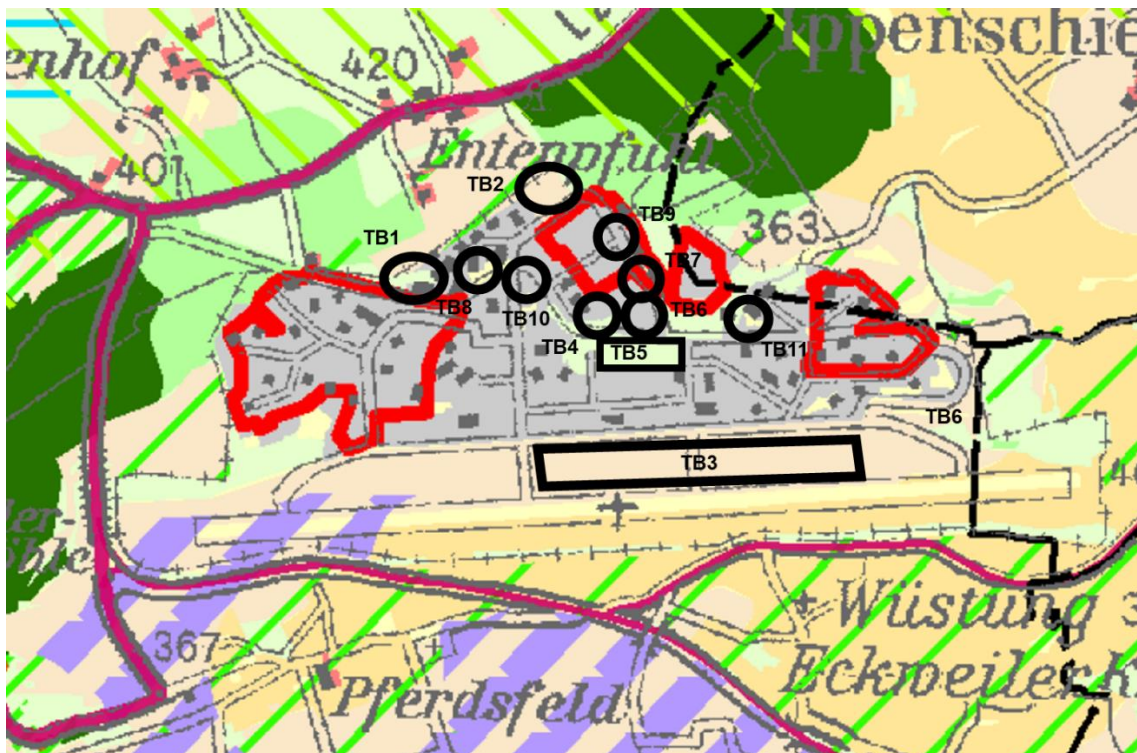 Ippenschie
enhof
420
401
Entenpfuhl
TB2
TB9
363
TB1
TB7
TB8
TB10
TB6
TB4
TB5
TB11
TB6
TB3
Wüstung 3
367
Eckweiler K
Pferdsfeld